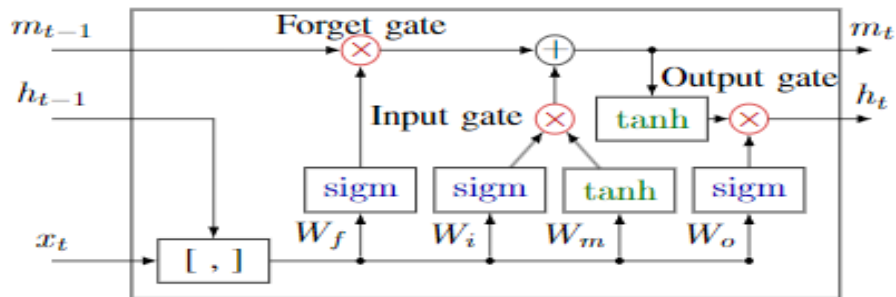 m_{t-1} Forget gate m_t
× +
h_{t-1} Output gate h_t
Input gate × tanh ×
sigm sigm tanh sigm
x_t W_f W_i W_m W_o
[ , ]